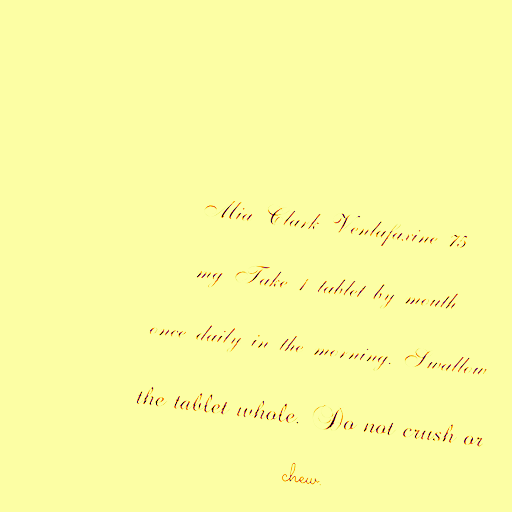 Mia Clark Venlafaxine 75
mg Take 1 tablet by mouth
once daily in the morning. Swallow
the tablet whole. Do not crush or
chew.